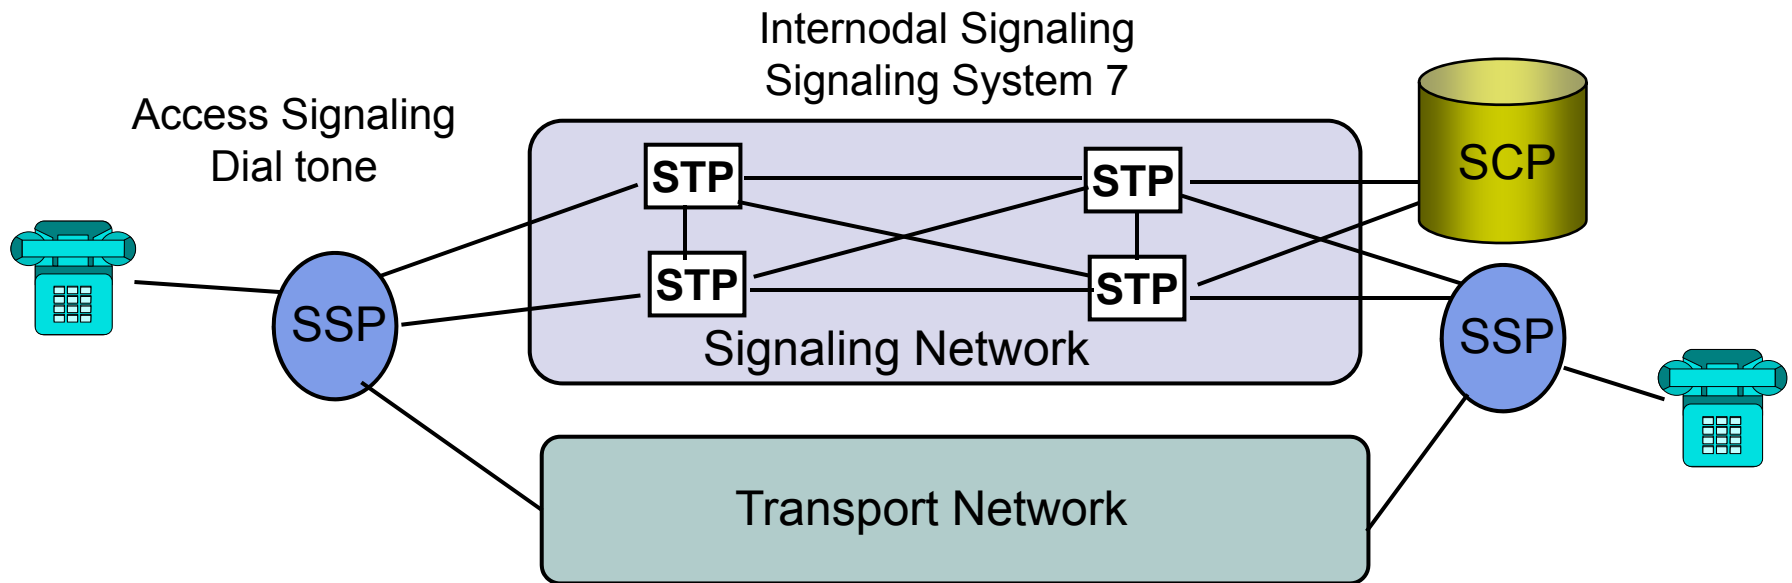 Internodal Signaling
Signaling System 7
Access Signaling
Dial tone
STP
STP
SCP
STP
STP
SSP
SSP
Signaling Network
Transport Network